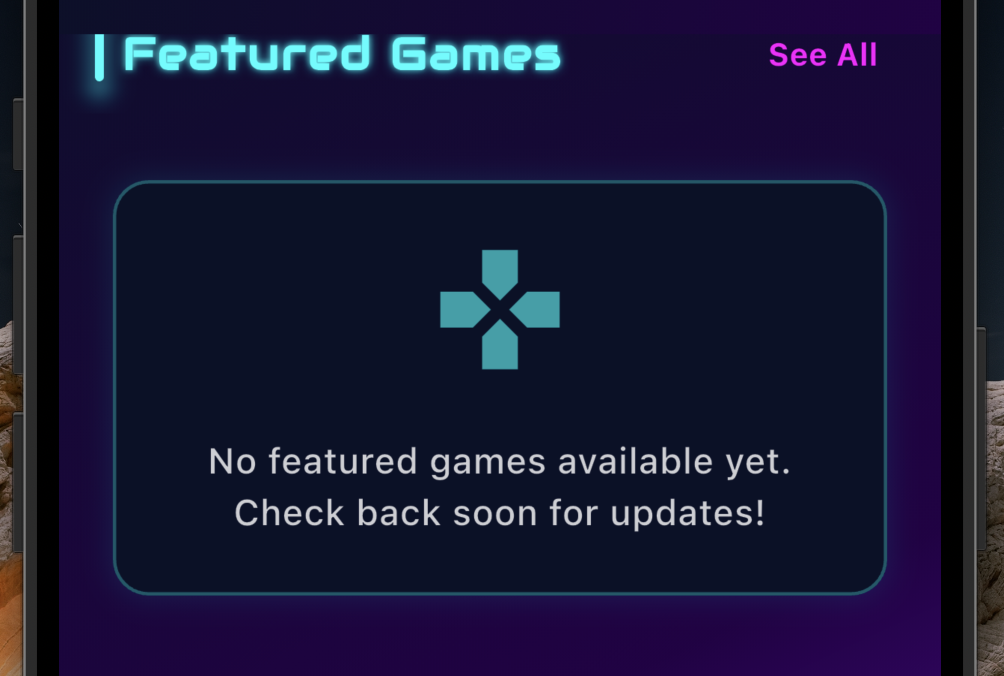 Featured Games
See All
No featured games available yet.
Check back soon for updates!